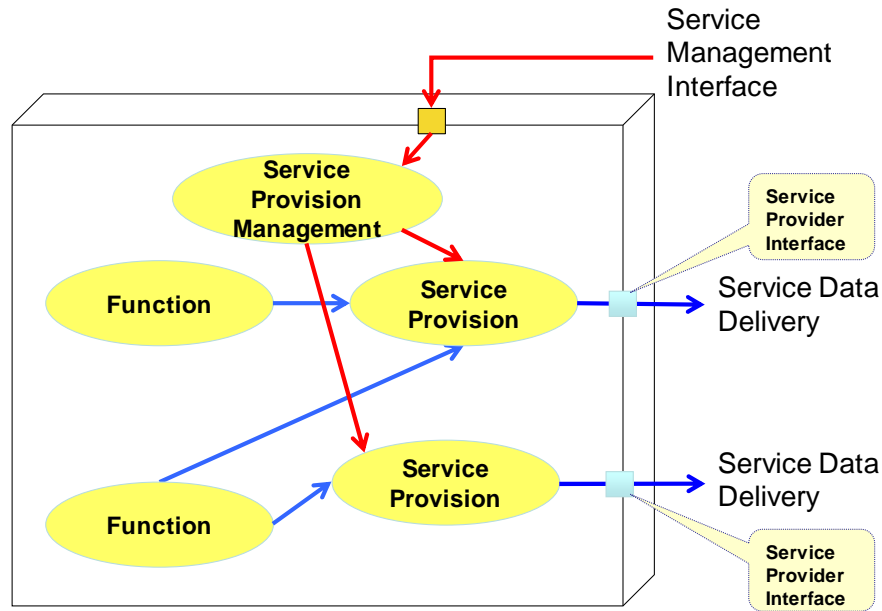 Service
Management
Interface
Service
Provision
Management
Service
Provider
Interface
Function
Service
Provision
Service Data
Delivery
Service
Provision
Service Data
Delivery
Function
Service
Provider
Interface